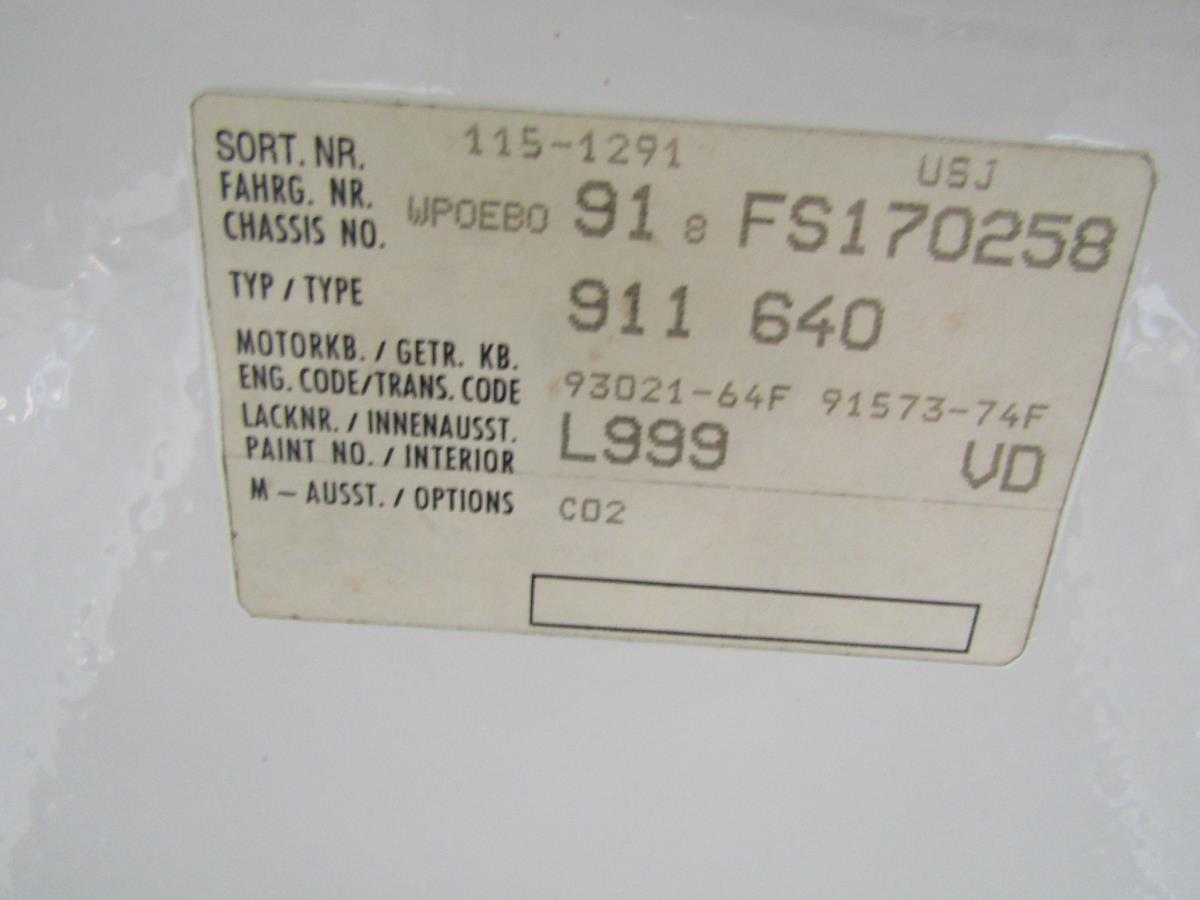 SORT. NR. 115-1291 USJ
FAHRG. NR.
CHASSIS NO. WP0EB0 91 8 FS170258
TYP / TYPE 911 640
MOTORKB. / GETR. KB.
ENG. CODE/TRANS. CODE 93021-64F 91573-74F
LACKNR. / INNENAUSST.
PAINT NO. / INTERIOR L999 VD
M – AUSST. / OPTIONS C02